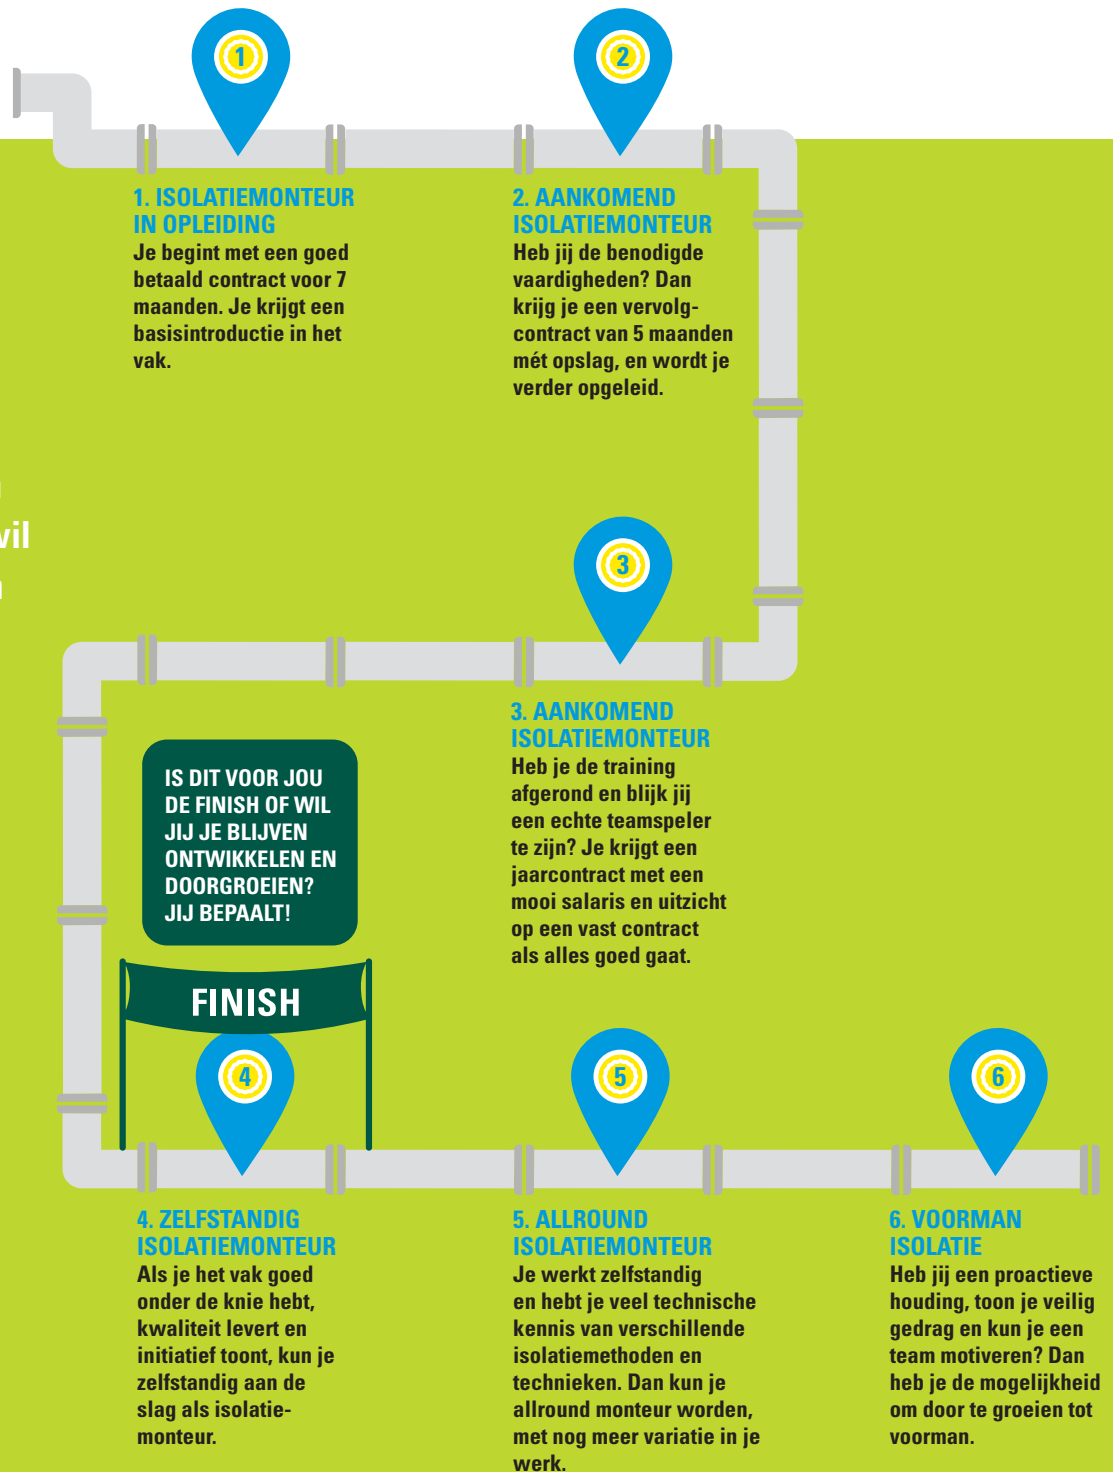 1
2
1. ISOLATIEMONTEUR
IN OPLEIDING
Je begint met een goed
betaald contract voor 7
maanden. Je krijgt een
basisintroductie in het
vak.
2. AANKOMEND
ISOLATIEMONTEUR
Heb jij de benodigde
vaardigheden? Dan
krijg je een vervolg-
contract van 5 maanden
mét opslag, en wordt je
verder opgeleid.
3
3. AANKOMEND
ISOLATIEMONTEUR
Heb je de training
afgerond en blijk jij
een echte teamspeler
te zijn? Je krijgt een
jaarcontract met een
mooi salaris en uitzicht
op een vast contract
als alles goed gaat.
IS DIT VOOR JOU
DE FINISH OF WIL
JIJ JE BLIJVEN
ONTWIKKELEN EN
DOORGROEIEN?
JIJ BEPAALT!
FINISH
4
5
6
4. ZELFSTANDIG
ISOLATIEMONTEUR
Als je het vak goed
onder de knie hebt,
kwaliteit levert en
initiatief toont, kun je
zelfstandig aan de
slag als isolatie-
monteur.
5. ALLROUND
ISOLATIEMONTEUR
Je werkt zelfstandig
en hebt je veel technische
kennis van verschillende
isolatiemethoden en
technieken. Dan kun je
allround monteur worden,
met nog meer variatie in je
werk.
6. VOORMAN
ISOLATIE
Heb jij een proactieve
houding, toon je veilig
gedrag en kun je een
team motiveren? Dan
heb je de mogelijkheid
om door te groeien tot
voorman.